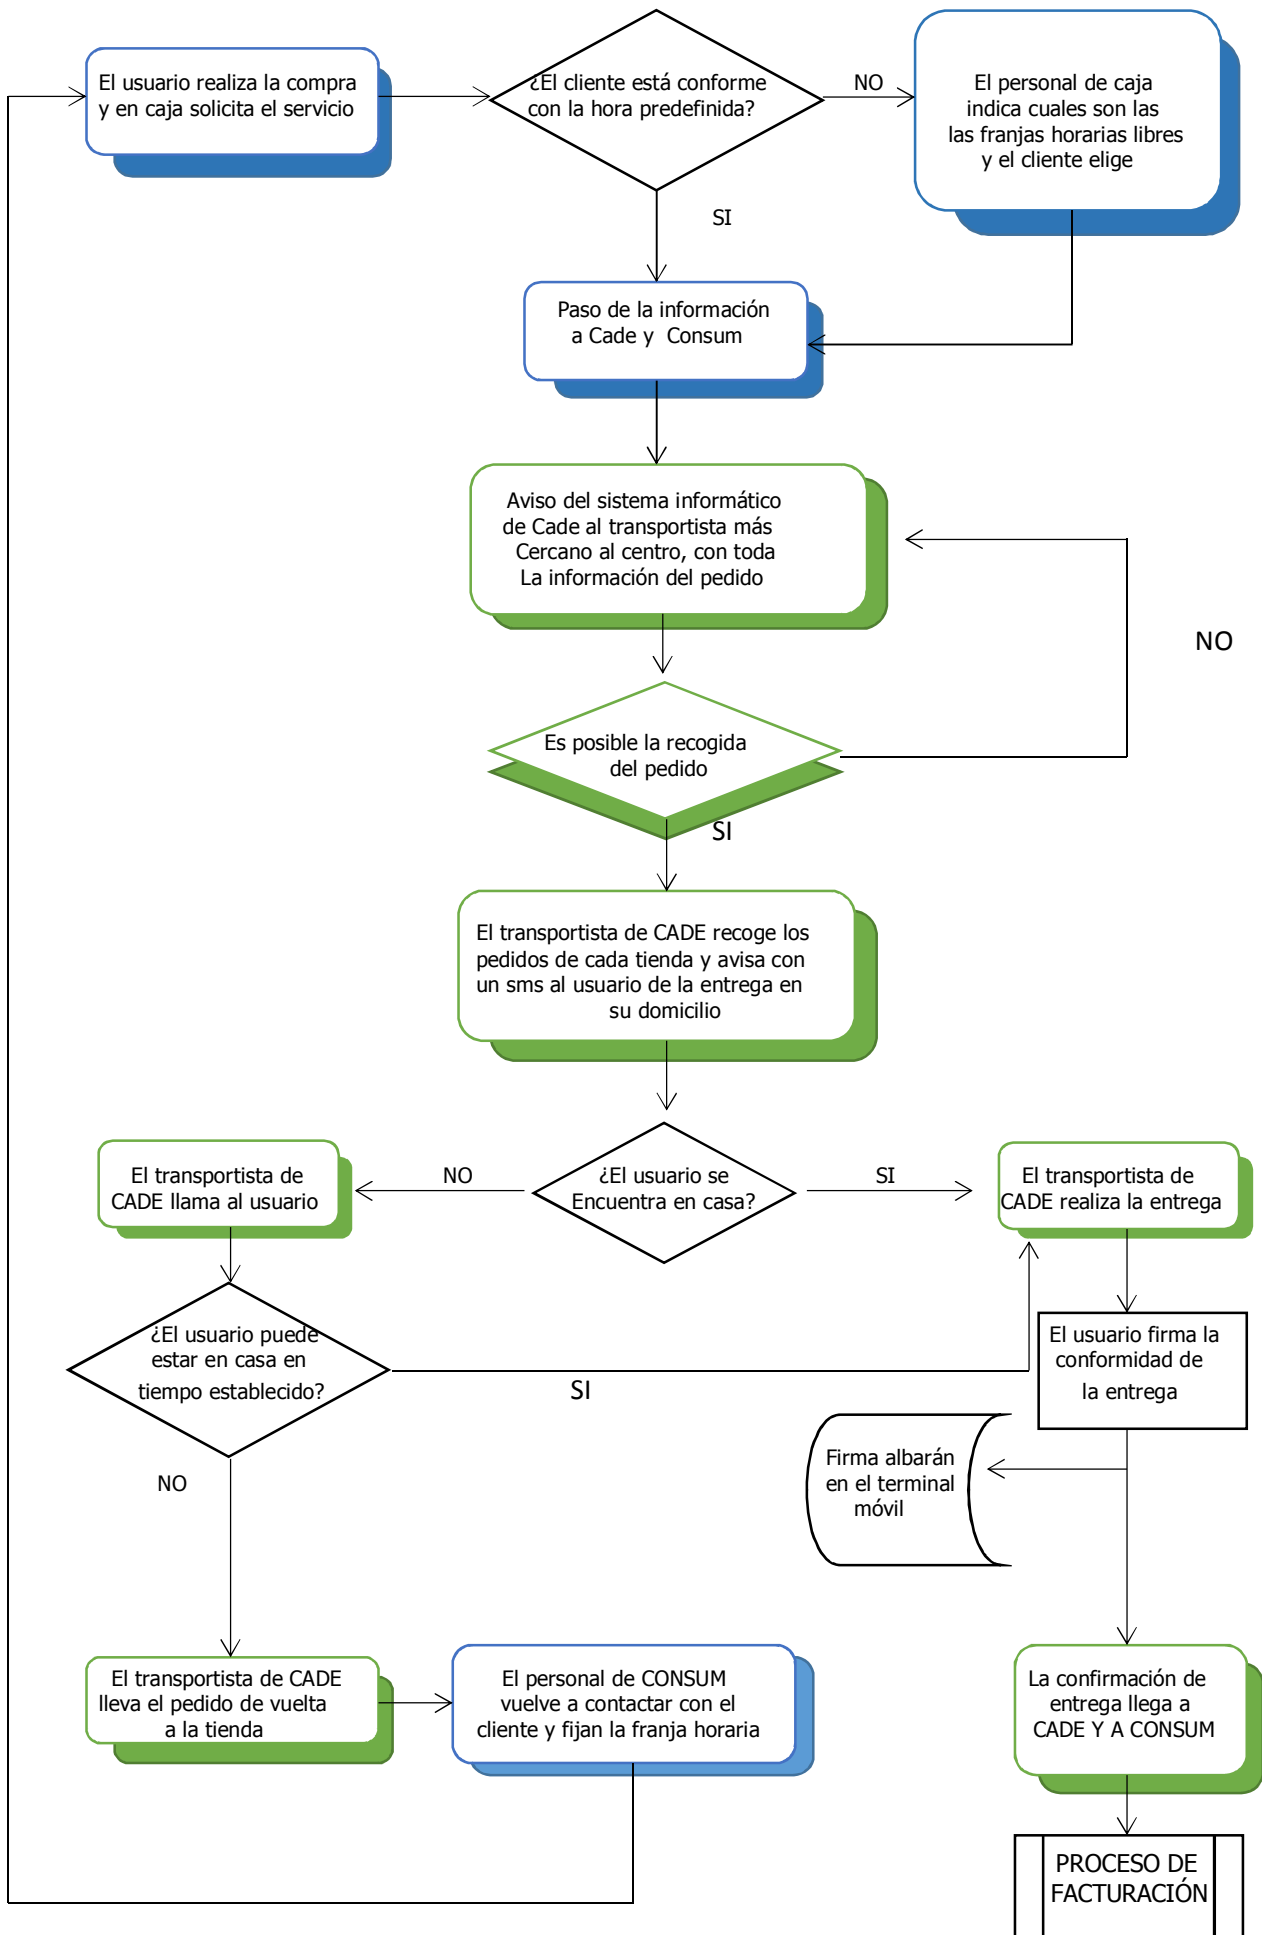 El usuario realiza la compra
y en caja solicita el servicio
¿El cliente está conforme
con la hora predefinida?
NO
El personal de caja
indica cuales son las
las franjas horarias libres
y el cliente elige
SI
Paso de la información
a Cade y Consum
Aviso del sistema informático
de Cade al transportista más
Cercano al centro, con toda
La información del pedido
NO
Es posible la recogida
del pedido
SI
El transportista de CADE recoge los
pedidos de cada tienda y avisa con
un sms al usuario de la entrega en
su domicilio
El transportista de
CADE llama al usuario
NO
¿El usuario se
Encuentra en casa?
SI
El transportista de
CADE realiza la entrega
¿El usuario puede
estar en casa en
tiempo establecido?
SI
El usuario firma la
conformidad de
la entrega
NO
Firma albarán
en el terminal
móvil
El transportista de CADE
lleva el pedido de vuelta
a la tienda
El personal de CONSUM
vuelve a contactar con el
cliente y fijan la franja horaria
La confirmación de
entrega llega a
CADE Y A CONSUM
PROCESO DE
FACTURACIÓN